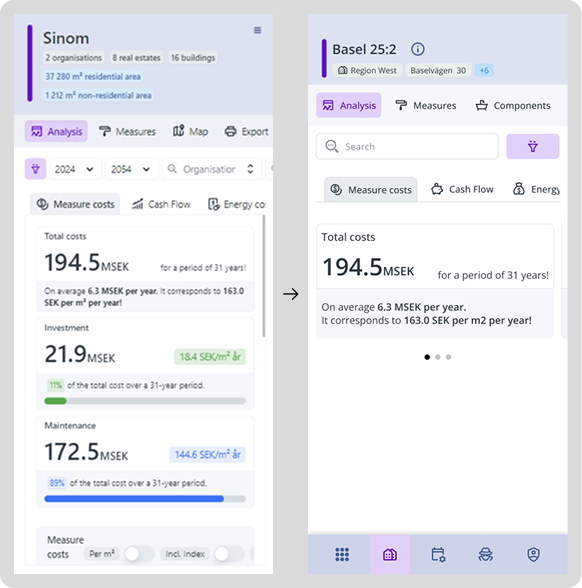 Sinom
2 organisations 8 real estates 16 buildings
37 280 m² residential area
1 212 m² non-residential area
Analysis Measures Map Export
2024 2054 Organisation
Measure costs Cash Flow Energy co
Total costs
194.5MSEK for a period of 31 years!
On average 6.3 MSEK per year. It corresponds to 163.0
SEK per m² per year!
Investment
21.9MSEK 18.4 SEK/m² år
11% of the total cost over a 31-year period.
Maintenance
172.5MSEK 144.6 SEK/m² år
89% of the total cost over a 31-year period.
Measure
costs Per m² Incl. Index
Basel 25:2
Region West Baselvägen 30 +6
Analysis Measures Components
Search
Measure costs Cash Flow Energy
Total costs
194.5MSEK for a period of 31 years!
On average 6.3 MSEK per year.
It corresponds to 163.0 SEK per m2 per year!